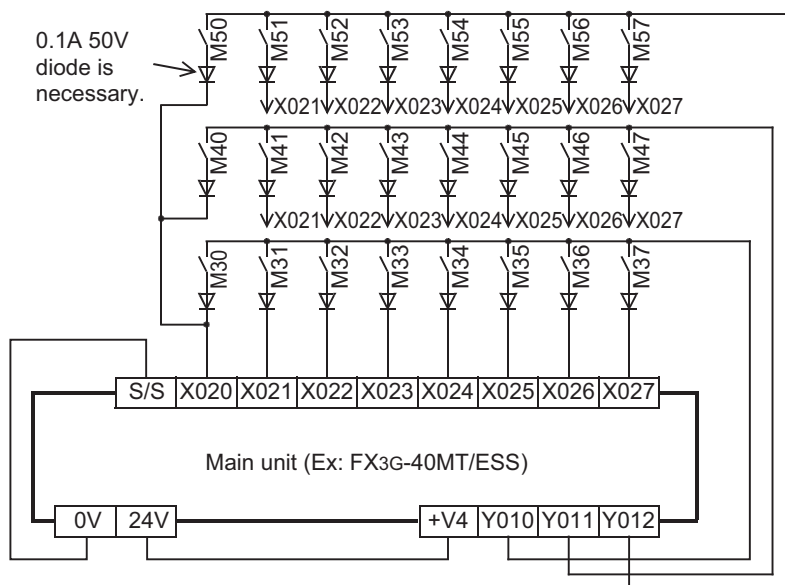 0.1A 50V
diode is
necessary.
M50 M51 M52 M53 M54 M55 M56 M57
X021 X022 X023 X024 X025 X026 X027
M40 M41 M42 M43 M44 M45 M46 M47
X021 X022 X023 X024 X025 X026 X027
M30 M31 M32 M33 M34 M35 M36 M37
S/S X020 X021 X022 X023 X024 X025 X026 X027
Main unit (Ex: FX3G-40MT/ESS)
0V 24V +V4 Y010 Y011 Y012